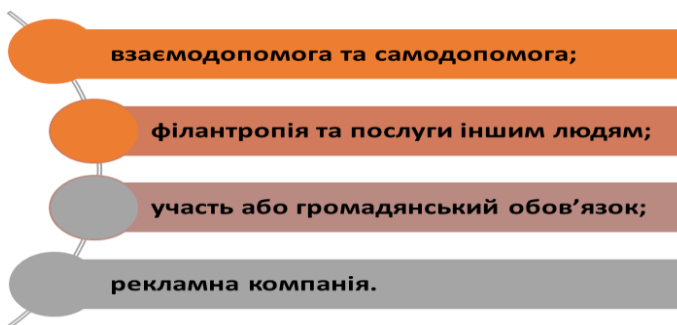 взаємодопомога та самодопомога;
філантропія та послуги іншим людям;
участь або громадянський обов’язок;
рекламна компанія.